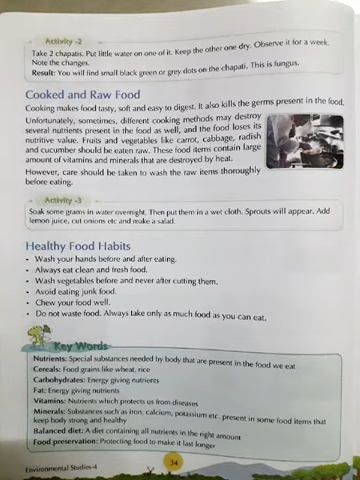 Activity -2
Take 2 chapatis. Put little water on one of it. Keep the other one dry. Observe it for a week.
Note the changes.
Result: You will find small black green or grey dots on the chapati. This is fungus.
Cooked and Raw Food
Cooking makes food tasty, soft and easy to digest. It also kills the germs present in the food.
Unfortunately, sometimes, different cooking methods may destroy
several nutrients present in the food as well, and the food loses its
nutritive value. Fruits and vegetables like carrot, cabbage, radish
and cucumber should be eaten raw. These food items contain large
amount of vitamins and minerals that are destroyed by heat.
However, care should be taken to wash the raw items thoroughly
before eating.
Activity -3
Soak some grams in water overnight. Then put them in a wet cloth. Sprouts will appear. Add
lemon juice, cut onions etc and make a salad.
Healthy Food Habits
• Wash your hands before and after eating.
• Always eat clean and fresh food.
• Wash vegetables before and never after cutting them.
• Avoid eating junk food.
• Chew your food well.
• Do not waste food. Always take only as much food as you can eat.
Key Words
Nutrients: Special substances needed by body that are present in the food we eat
Cereals: Food grains like wheat, rice
Carbohydrates: Energy giving nutrients
Fat: Energy giving nutrients
Vitamins: Nutrients which protects us from diseases
Minerals: Substances such as iron, calcium, potassium etc. present in some food items that
keep body strong and healthy
Balanced diet: A diet containing all nutrients in the right amount
Food preservation: Protecting food to make it last longer
Environmental Studies-4
34